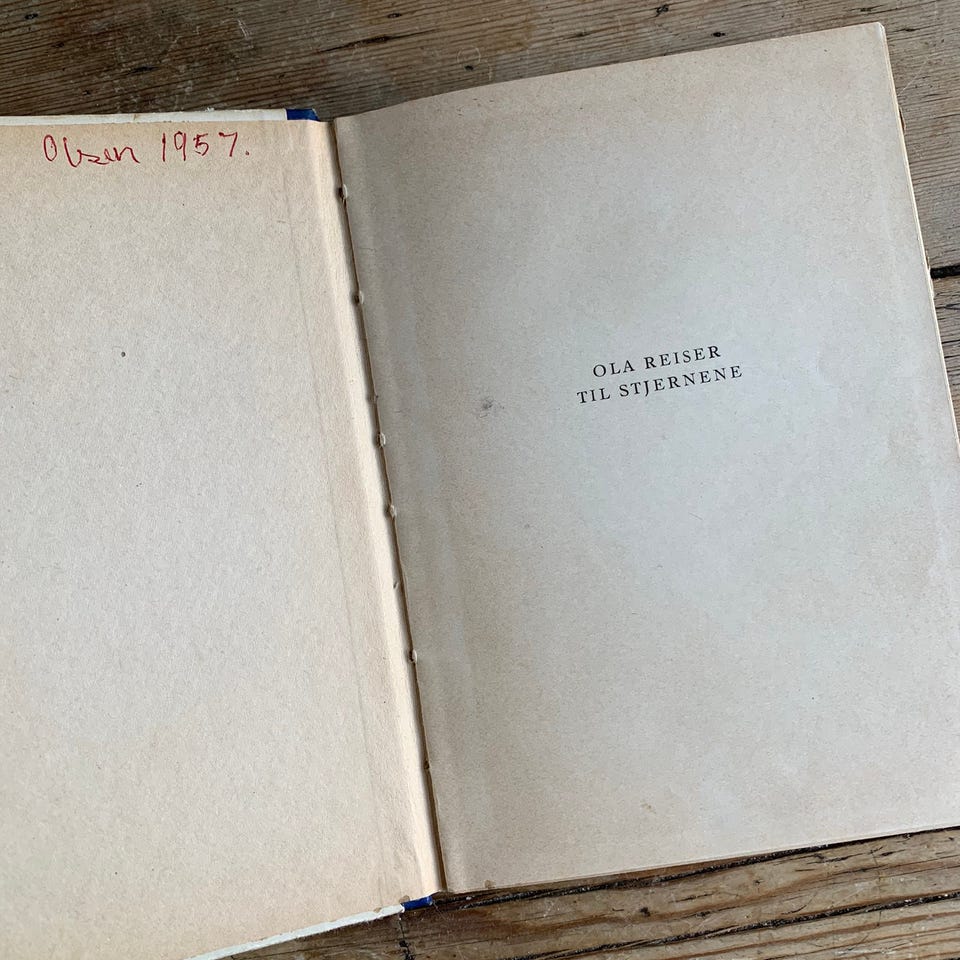 Olsen 1957.
OLA REISER
TIL STJERNENE